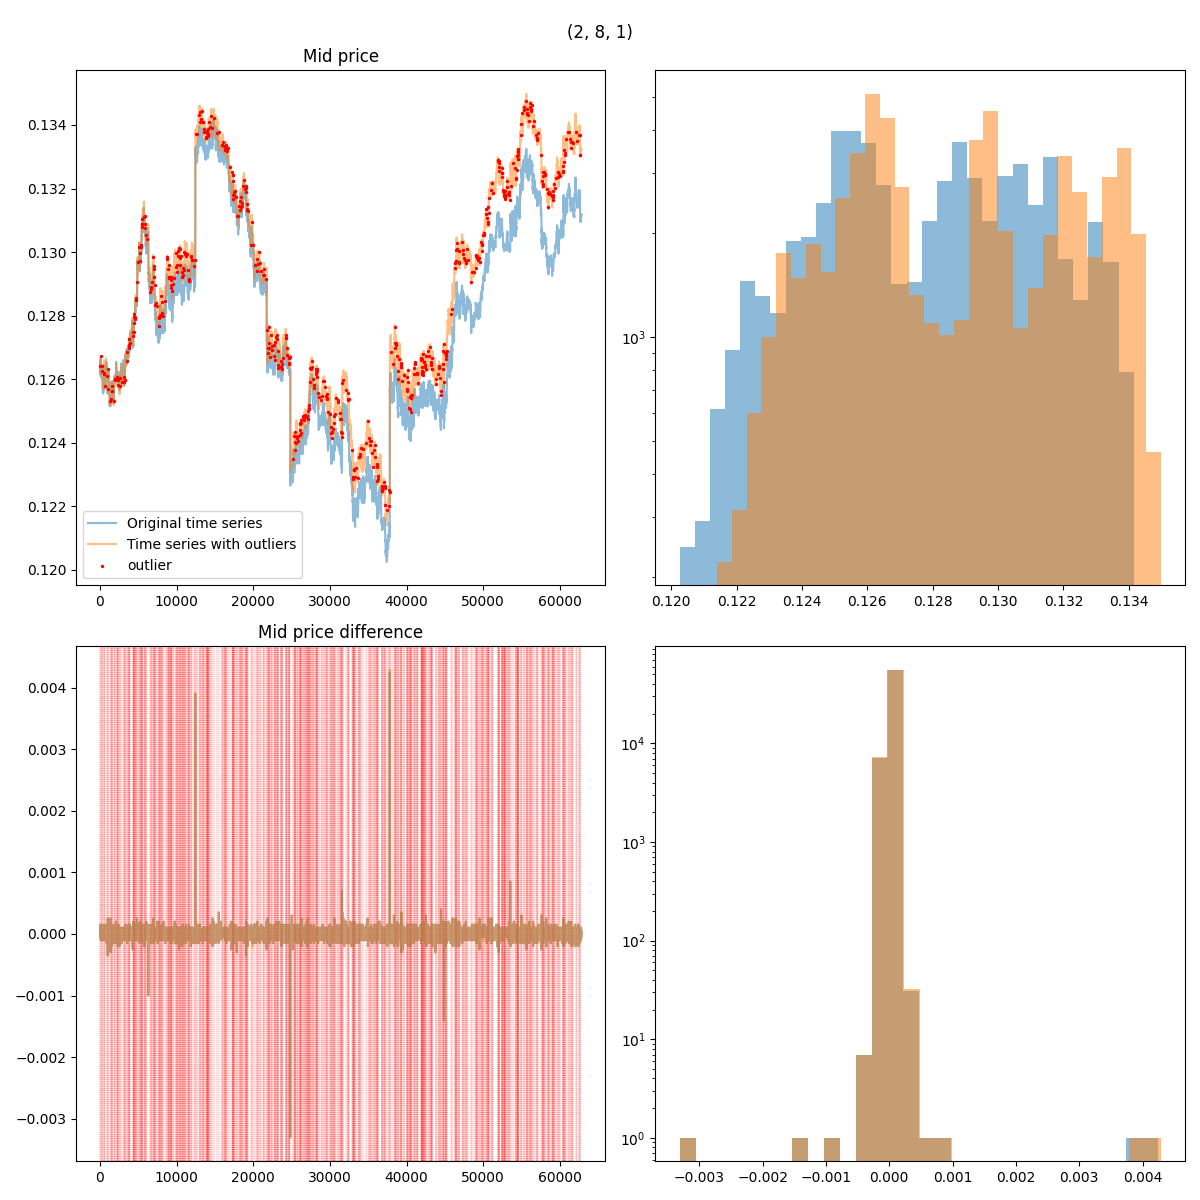 (2, 8, 1)
Mid price
0.134
0.132
0.130
0.128
0.126
0.124
0.122
0.120
Original time series
Time series with outliers
outlier
0 10000 20000 30000 40000 50000 60000
10³
0.120 0.122 0.124 0.126 0.128 0.130 0.132 0.134
Mid price difference
0.004
0.003
0.002
0.001
0.000
−0.001
−0.002
−0.003
0 10000 20000 30000 40000 50000 60000
10⁴
10³
10²
10¹
10⁰
−0.003 −0.002 −0.001 0.000 0.001 0.002 0.003 0.004